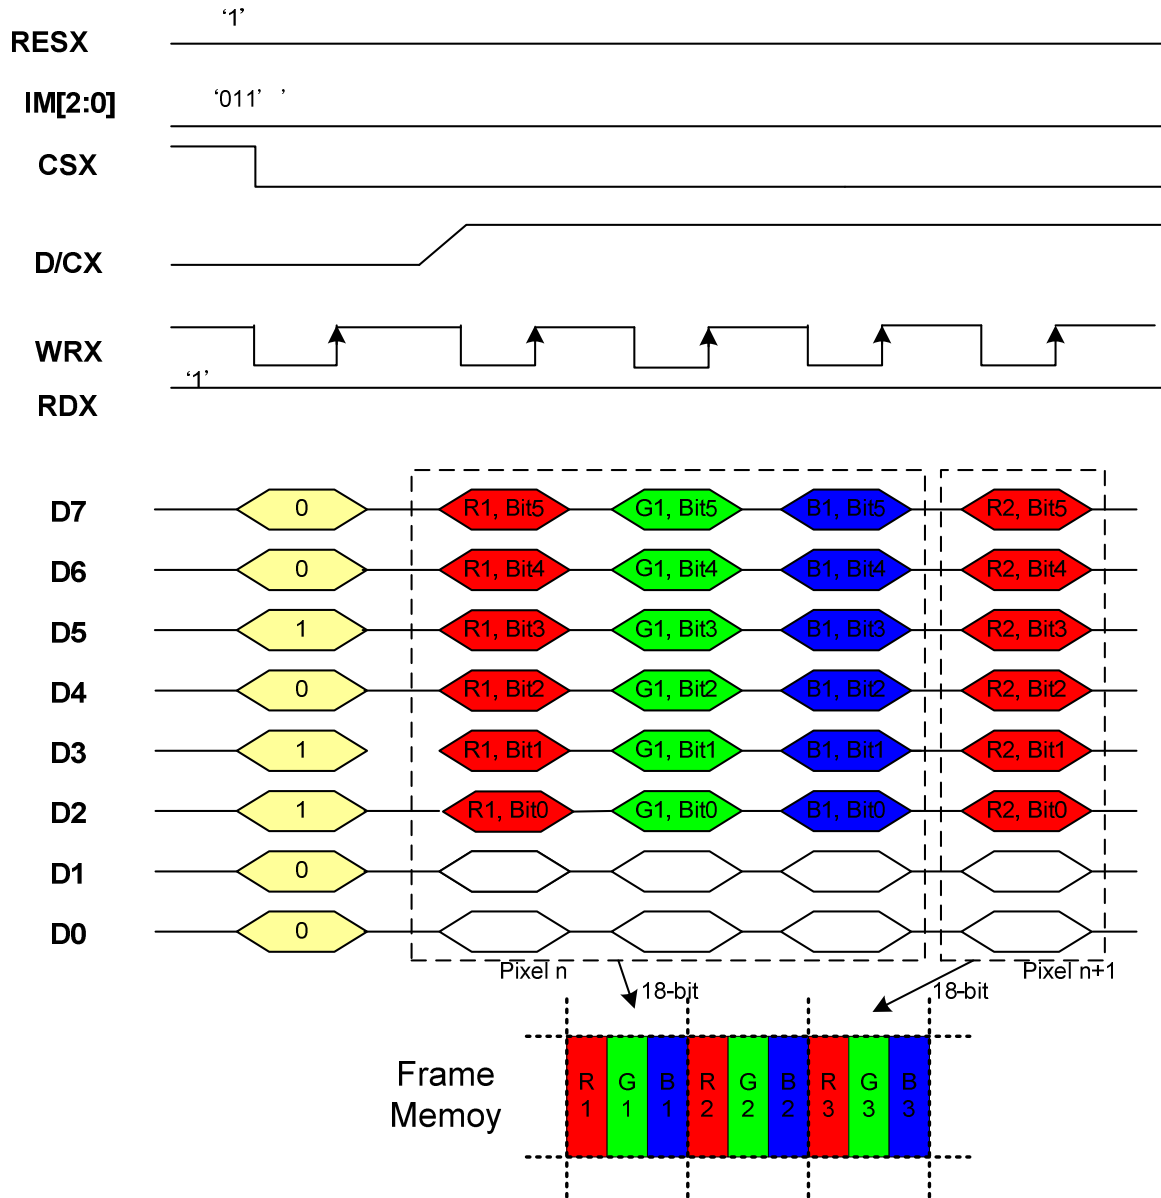 ‘1’
RESX
IM[2:0] ‘011’ ’
CSX
D/CX
WRX
‘1’
RDX
D7 0 R1, Bit5 G1, Bit5 B1, Bit5 R2, Bit5
D6 0 R1, Bit4 G1, Bit4 B1, Bit4 R2, Bit4
D5 1 R1, Bit3 G1, Bit3 B1, Bit3 R2, Bit3
D4 0 R1, Bit2 G1, Bit2 B1, Bit2 R2, Bit2
D3 1 R1, Bit1 G1, Bit1 B1, Bit1 R2, Bit1
D2 1 R1, Bit0 G1, Bit0 B1, Bit0 R2, Bit0
D1 0
D0 0
Pixel n Pixel n+1
18-bit 18-bit
Frame
Memoy
R G B R G B R G B
1 1 1 2 2 2 3 3 3